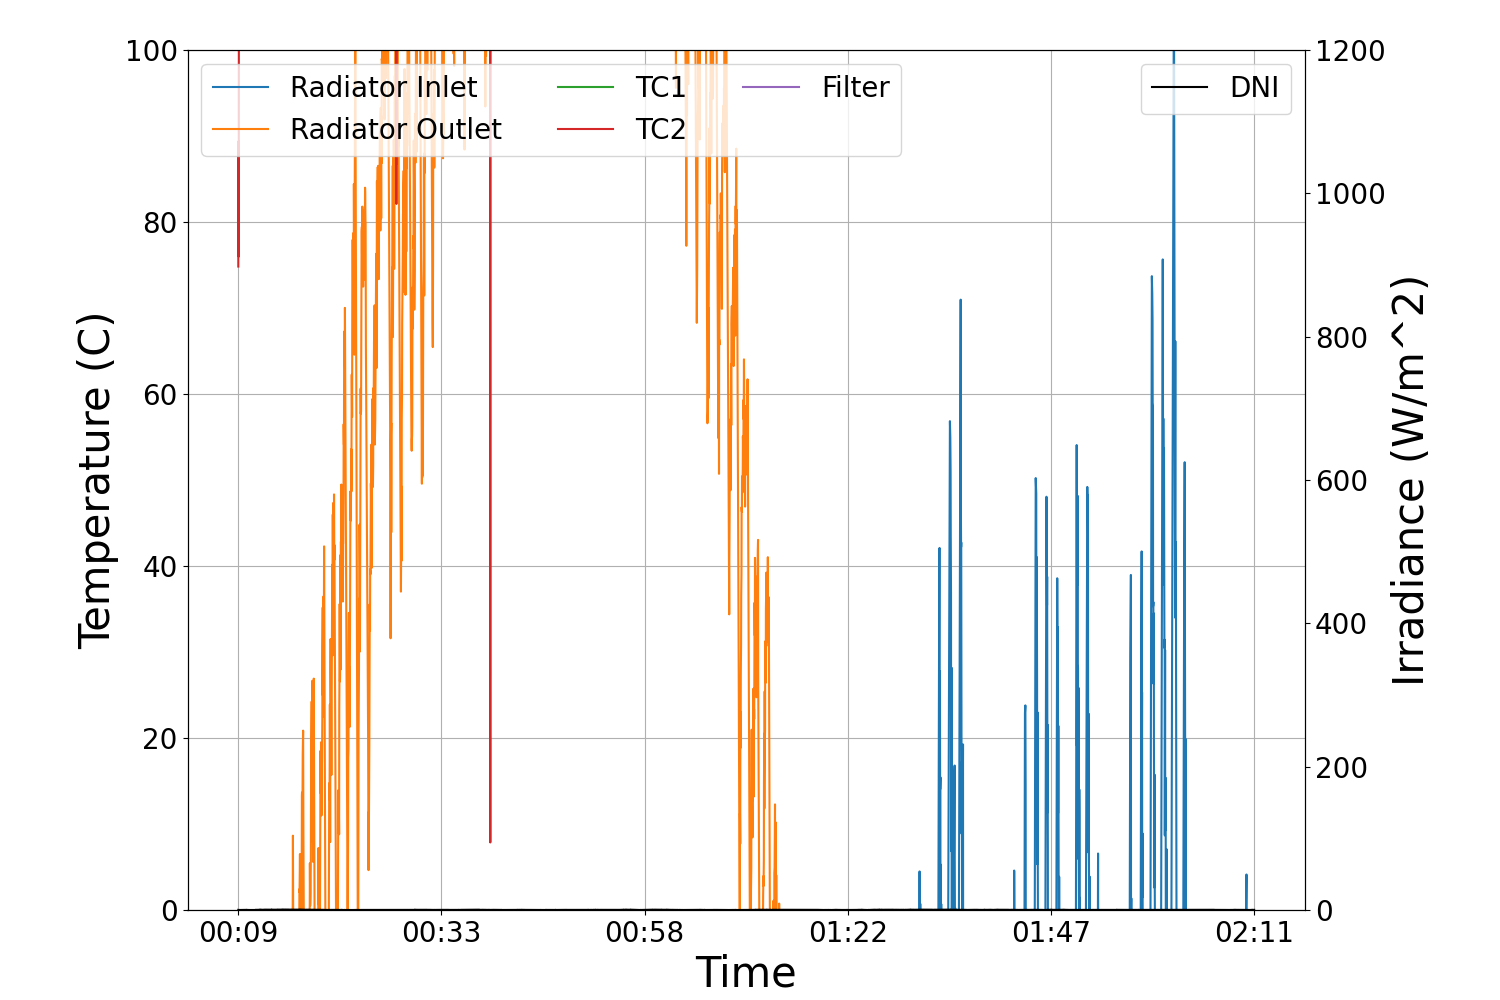 100
80
60
40
20
0
Temperature (C)
Radiator Inlet
Radiator Outlet
TC1
TC2
Filter
DNI
1200
1000
800
600
400
200
0
Irradiance (W/m^2)
00:09 00:33 00:58 01:22 01:47 02:11
Time